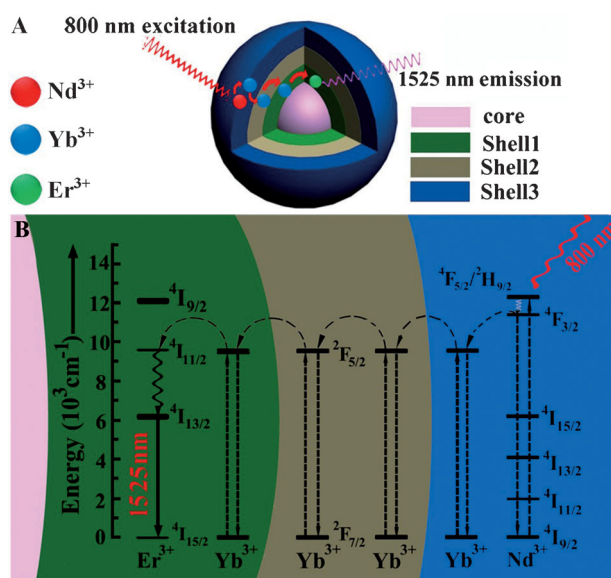 A
800 nm excitation
1525 nm emission
Nd³⁺
Yb³⁺
Er³⁺
core
Shell1
Shell2
Shell3
B
Energy (10³cm⁻¹)
14
12
10
8
6
4
2
0
⁴I₉/₂
⁴I₁₁/₂
⁴I₁₃/₂
1525nm
⁴I₁₅/₂
²F₅/₂
²F₇/₂
800 nm
⁴F₅/₂/²H₉/₂
⁴F₃/₂
⁴I₁₅/₂
⁴I₁₃/₂
⁴I₁₁/₂
⁴I₉/₂
Er³⁺ Yb³⁺ Yb³⁺ Yb³⁺ Yb³⁺ Nd³⁺